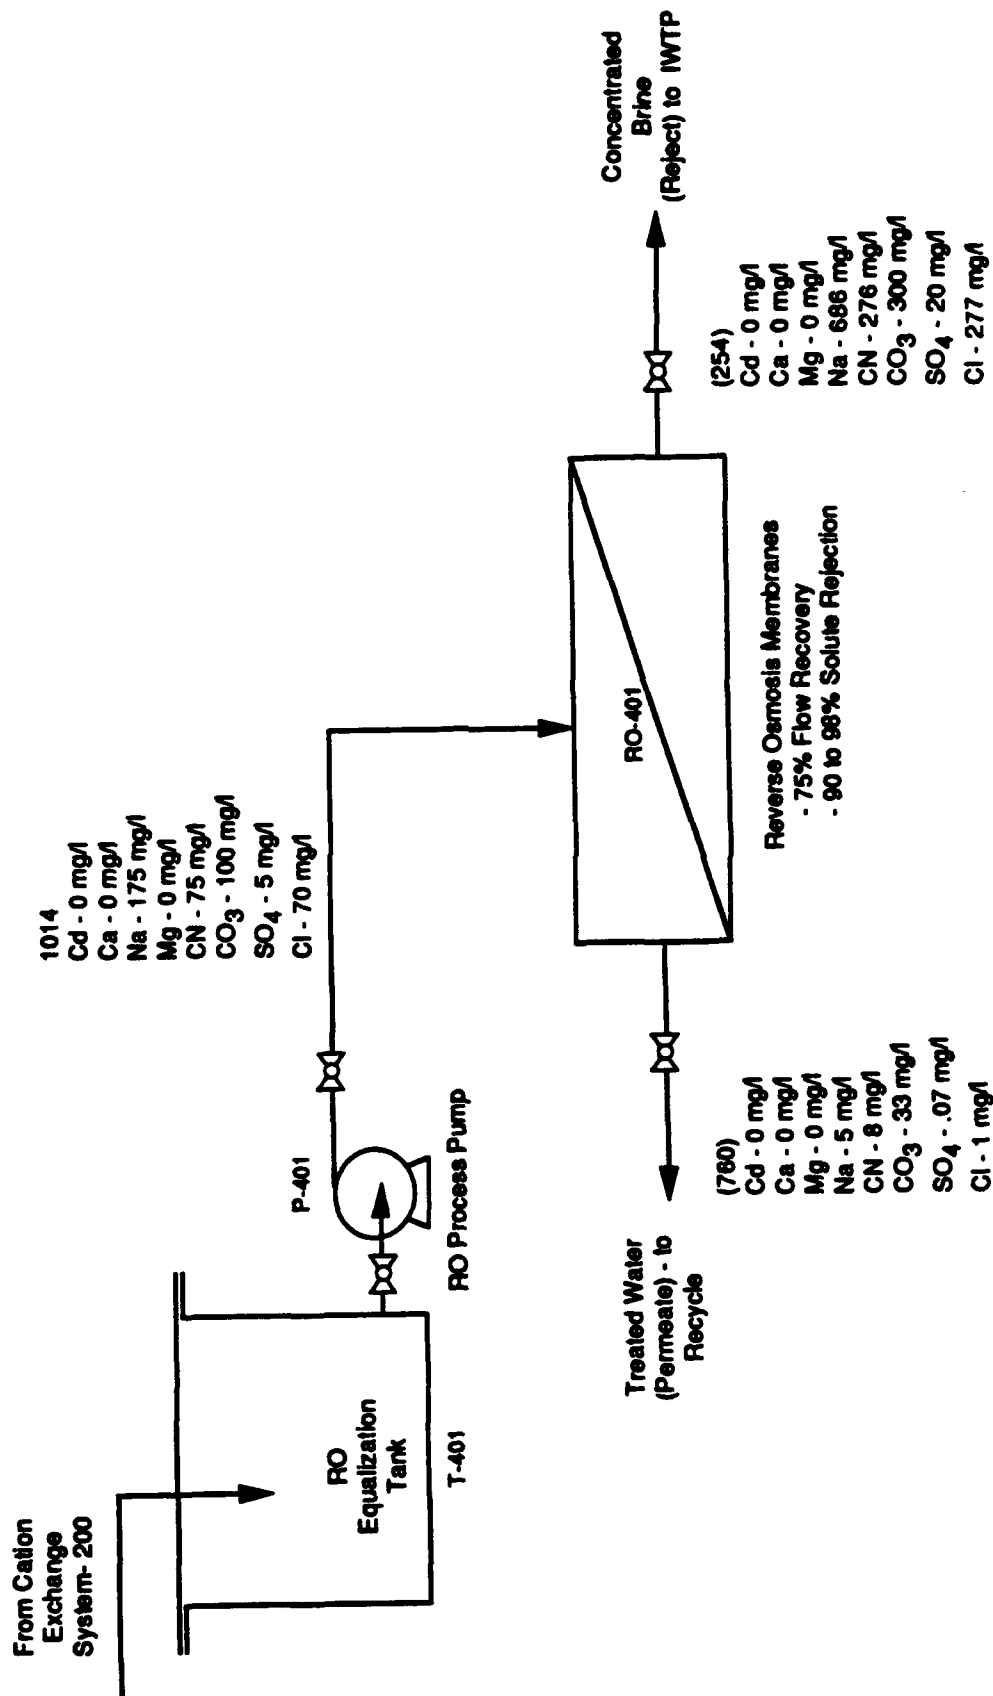 From Cation
Exchange
System- 200
RO
Equalization
Tank
T-401
P-401
RO Process Pump
1014
Cd - 0 mg/l
Ca - 0 mg/l
Na - 175 mg/l
Mg - 0 mg/l
CN - 75 mg/l
CO3 - 100 mg/l
SO4 - 5 mg/l
Cl - 70 mg/l
RO-401
Reverse Osmosis Membranes
- 75% Flow Recovery
- 90 to 98% Solute Rejection
Treated Water
(Permeate) - to
Recycle
(760)
Cd - 0 mg/l
Ca - 0 mg/l
Mg - 0 mg/l
Na - 5 mg/l
CN - 8 mg/l
CO3 - 33 mg/l
SO4 - .07 mg/l
Cl - 1 mg/l
Concentrated
Brine
(Reject) to IWTP
(254)
Cd - 0 mg/l
Ca - 0 mg/l
Mg - 0 mg/l
Na - 686 mg/l
CN - 276 mg/l
CO3 - 300 mg/l
SO4 - 20 mg/l
Cl - 277 mg/l